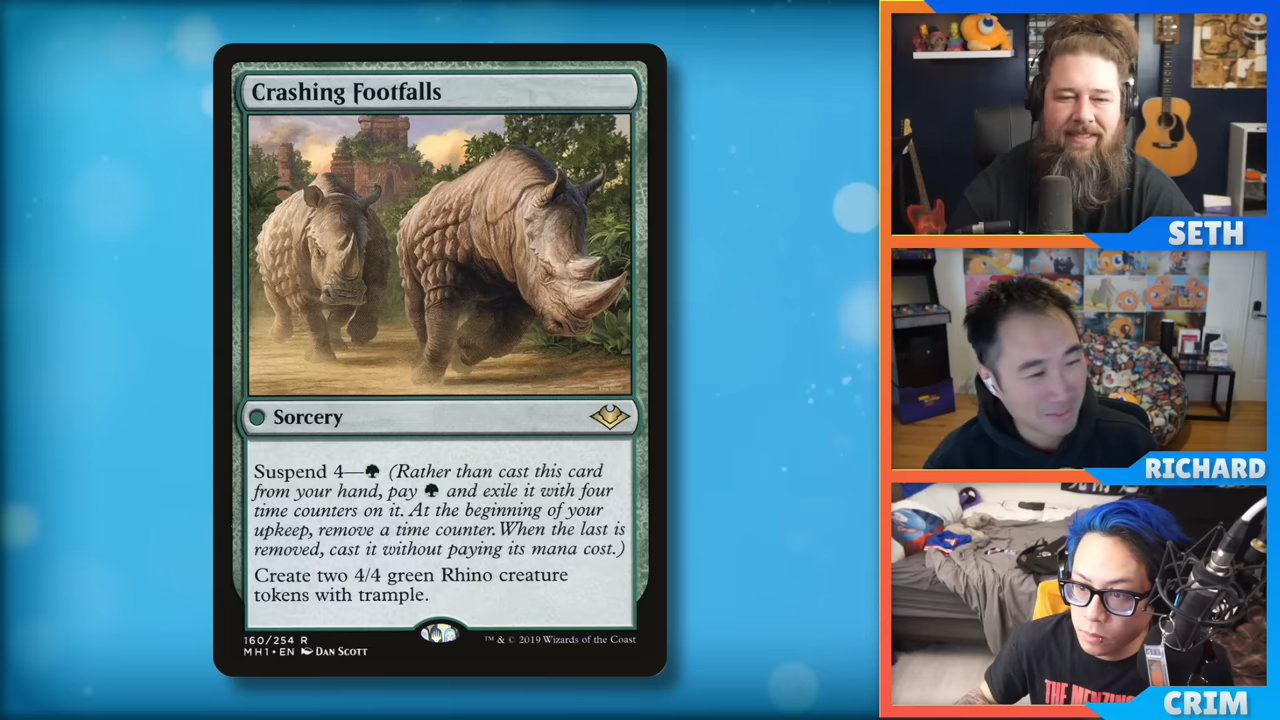 Crashing Footfalls
Sorcery
Suspend 4— (Rather than cast this card
from your hand, pay and exile it with four
time counters on it. At the beginning of your
upkeep, remove a time counter. When the last is
removed, cast it without paying its mana cost.)
Create two 4/4 green Rhino creature
tokens with trample.
160/254 R
MH1 • EN DAN SCOTT
™ & © 2019 Wizards of the Coast
SETH
RICHARD
CRIM
THE MENZING